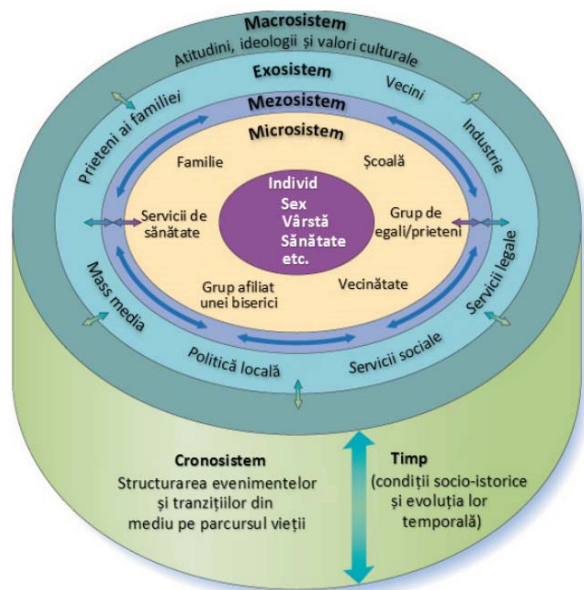 Macrosistem
Atitudini, ideologii și valori culturale
Exosistem
Prieteni ai familiei
Vecini
Industrie
Mezosistem
Microsistem
Familie
Școală
Individ
Sex
Vârstă
Sănătate
etc.
Servicii de
sănătate
Grup de
egali/prieteni
Grup afiliat
unei biserici
Vecinătate
Mass media
Servicii legale
Politică locală
Servicii sociale
Cronosistem
Structurarea evenimentelor
și tranzițiilor din
mediu pe parcursul vieții
Timp
(condiții socio-istorice
și evoluția lor
temporală)